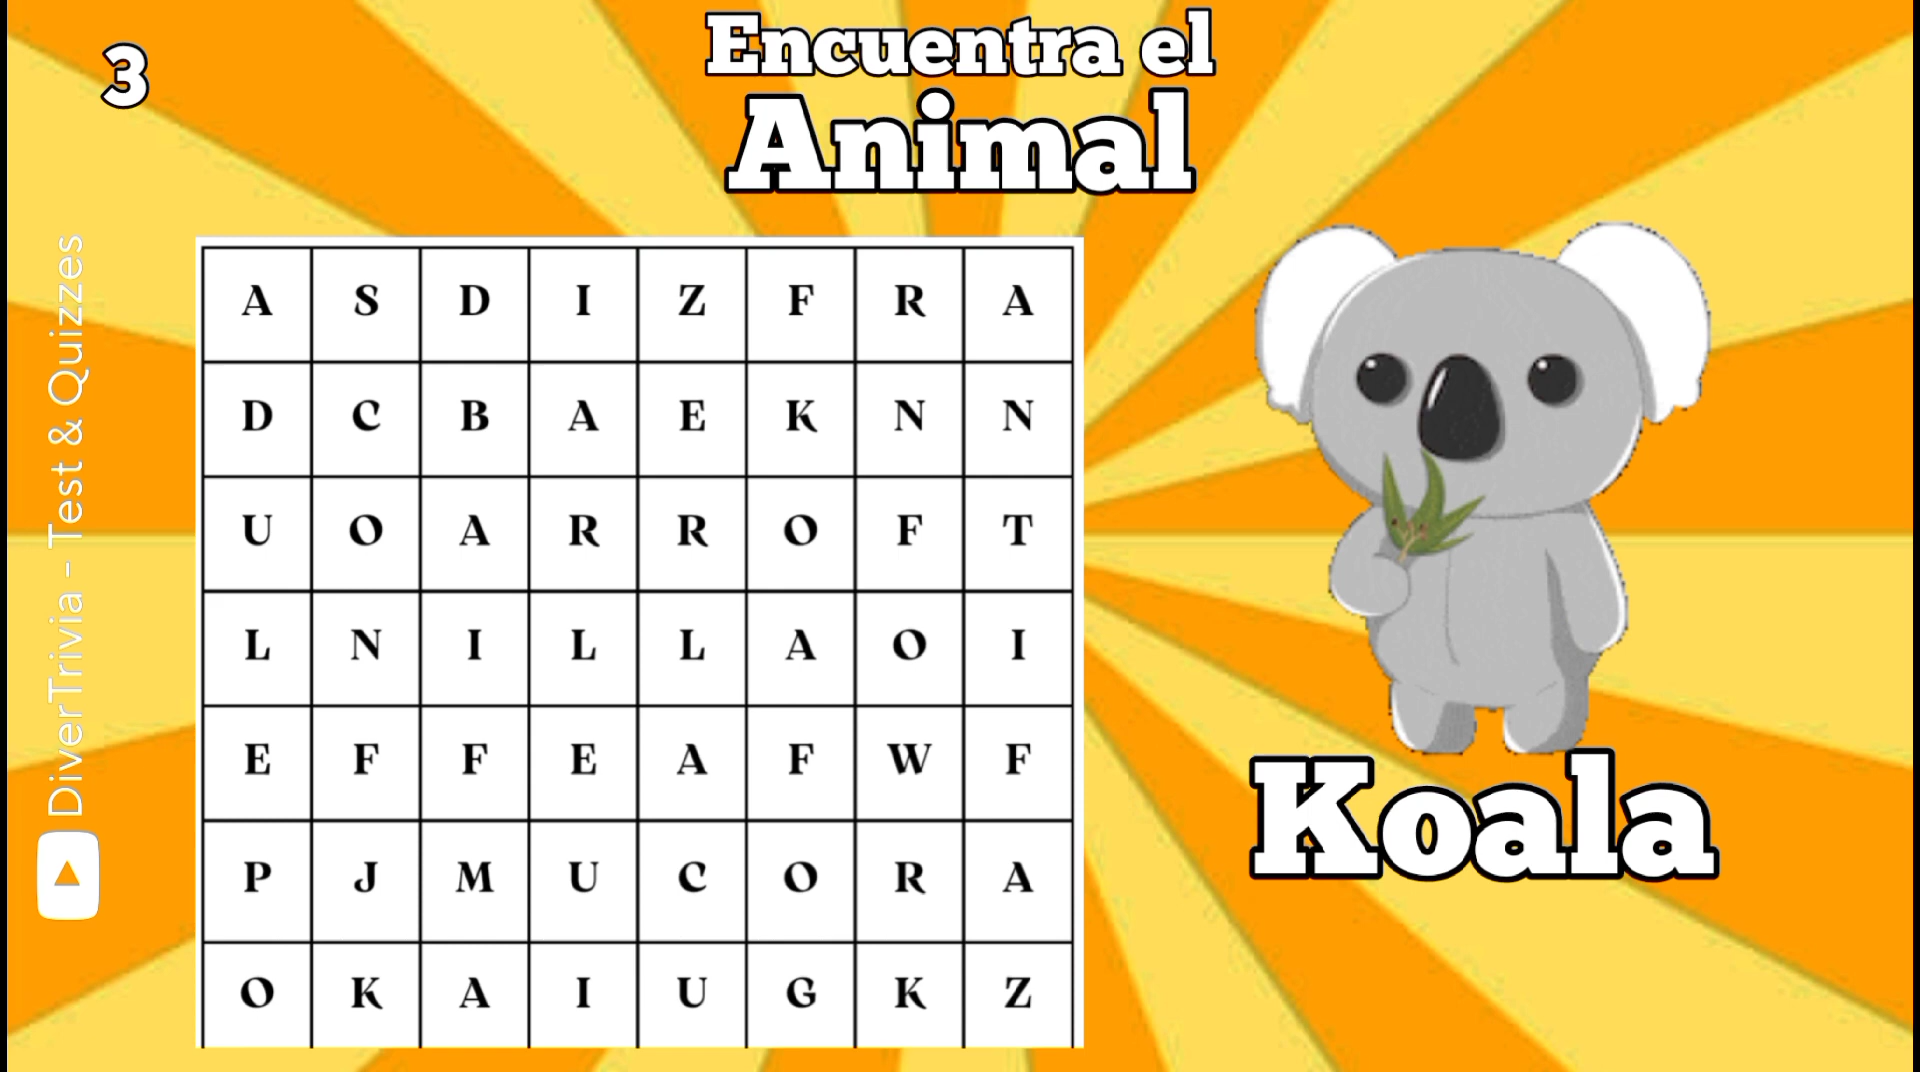 3
Encuentra el
Animal
A S D I Z F R A
D C B A E K N N
U O A R R O F T
L N I L L A O I
E F F E A F W F
P J M U C O R A
O K A I U G K Z
Koala
DiverTrivia - Test & Quizzes